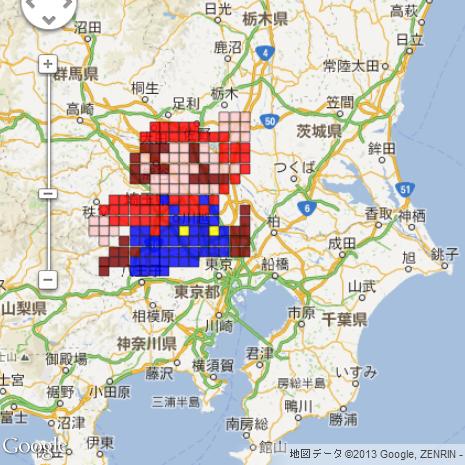 日光
栃木県
高萩
沼田
鹿沼
4
日立
常陸太田
群馬県
桐生
栃木
笠間
高崎
足利
50
茨城県
鉾田
つくば
51
6
香取
神栖
柏
成田
旭
銚子
東京
船橋
山梨県
東京都
山武
相模原
川崎
市原
千葉県
神奈川県
御殿場
藤沢
横須賀
君津
いすみ
裾野
小田原
三浦半島
房総半島
富士
沼津
鴨川
勝浦
伊東
南房総
館山
Google
地図データ ©2013 Google, ZENRIN -